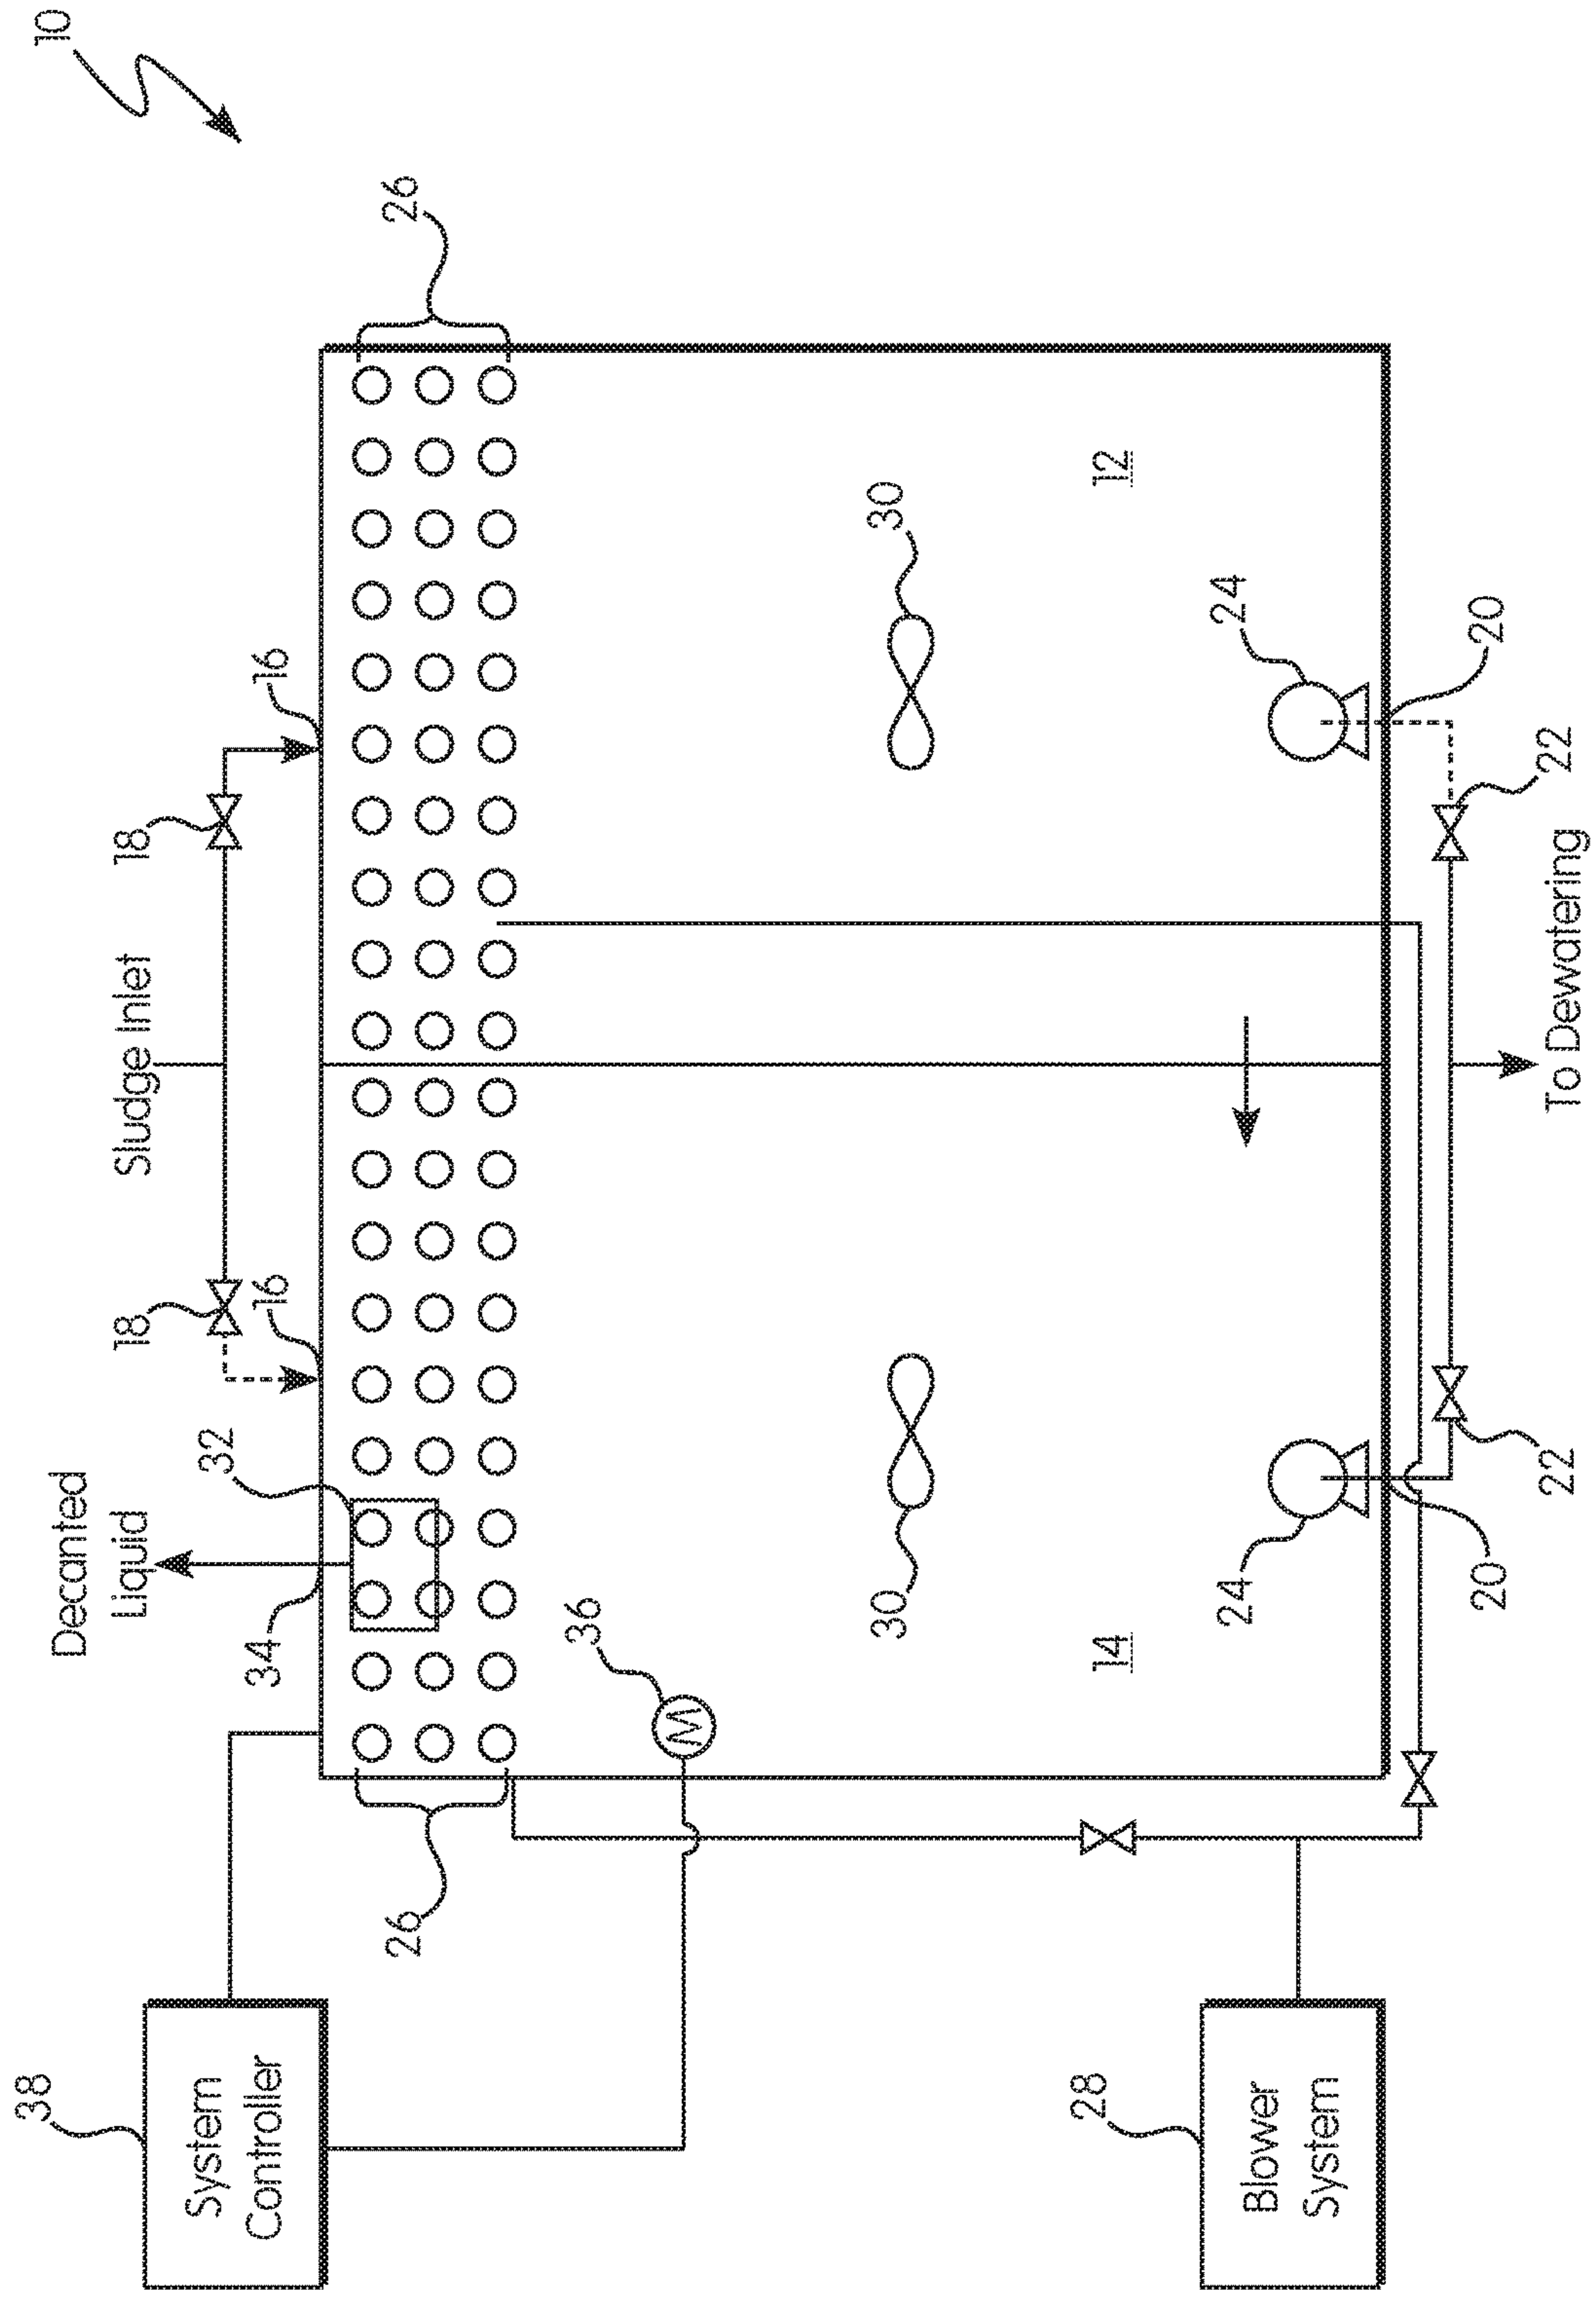 38
10
Decanted
Liquid
18
Sludge Inlet
18
System
Controller
32
34
16
16
26
26
36
M
30
30
28
14
12
24
24
Blower
System
20
20
22
To Dewatering
22